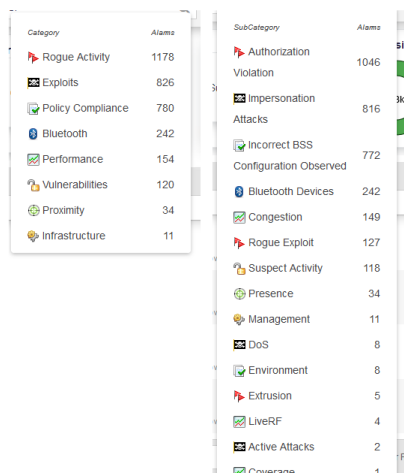 Category Alarms
Rogue Activity 1178
Exploits 826
Policy Compliance 780
Bluetooth 242
Performance 154
Vulnerabilities 120
Proximity 34
Infrastructure 11
SubCategory Alarms
Authorization
Violation 1046
Impersonation
Attacks 816
Incorrect BSS
Configuration Observed 772
Bluetooth Devices 242
Congestion 149
Rogue Exploit 127
Suspect Activity 118
Presence 34
Management 11
DoS 8
Environment 8
Extrusion 5
LiveRF 4
Active Attacks 2
Coverage 1